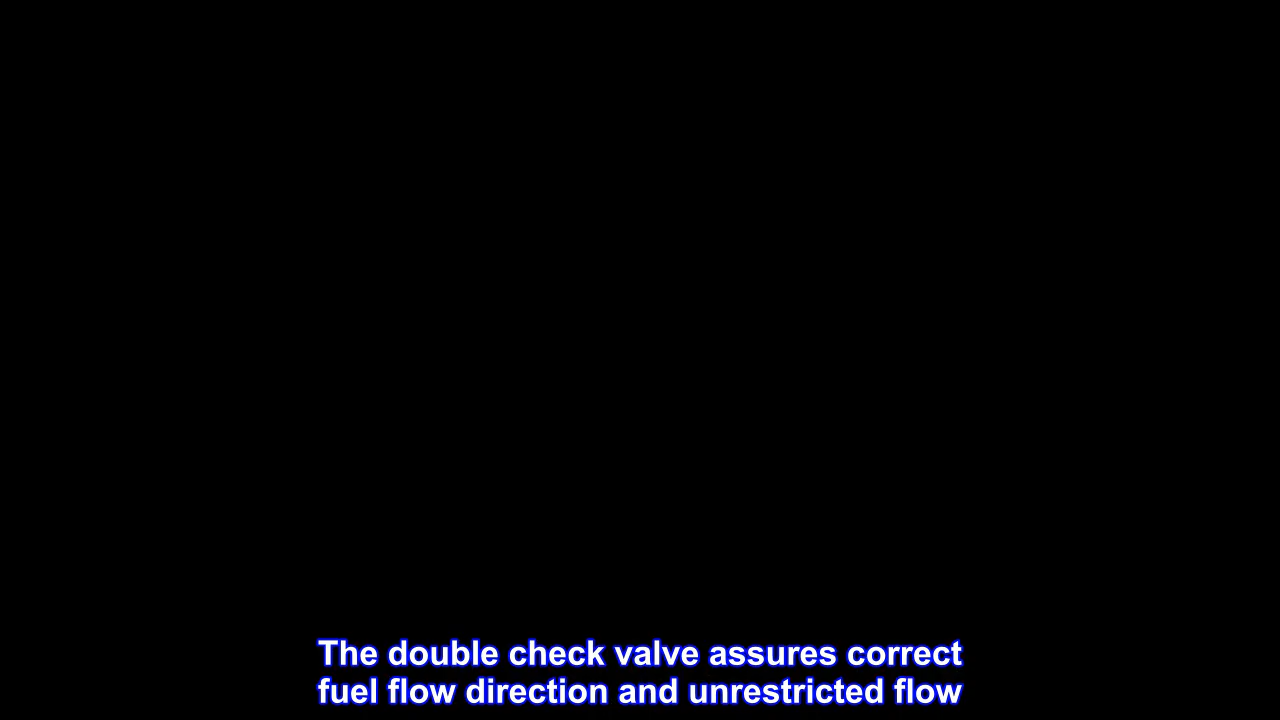 The double check valve assures correct
fuel flow direction and unrestricted flow